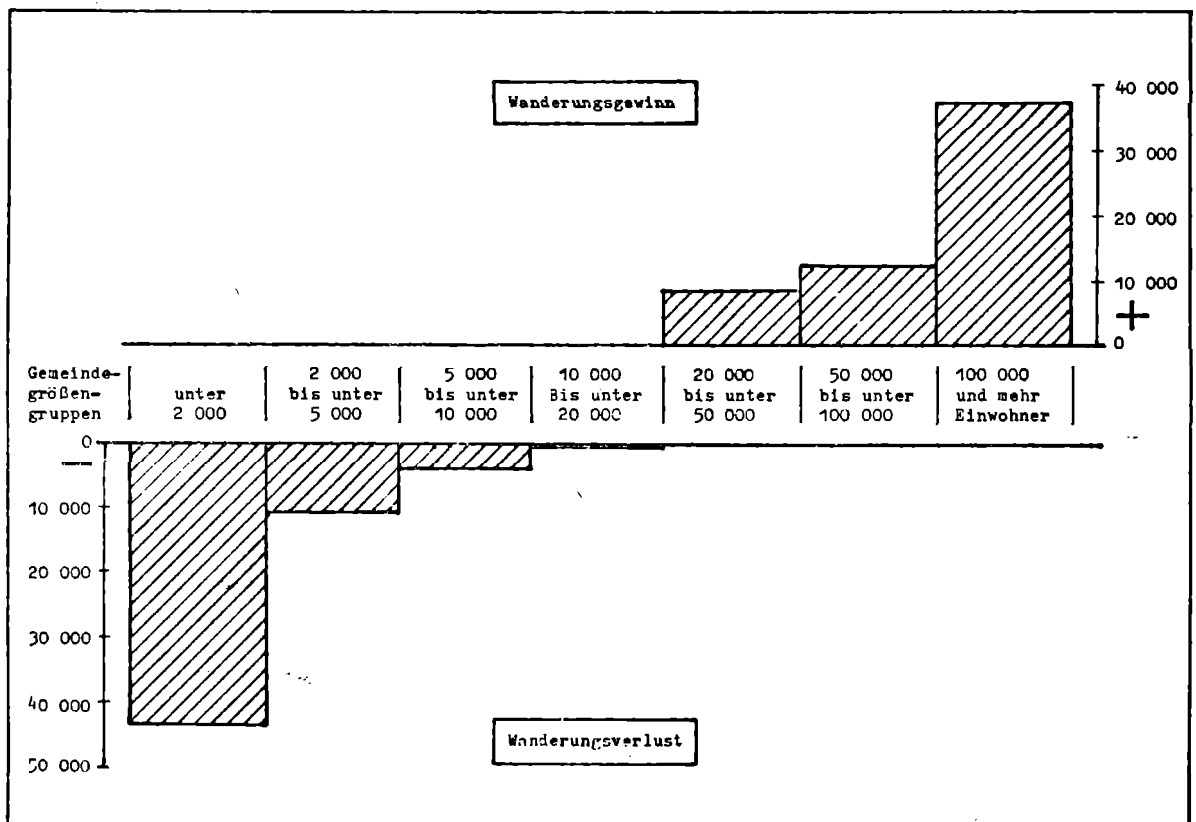 Wanderungsgewinn
40 000
30 000
20 000
10 000
+
0
Gemeinde-
größen-
gruppen
unter
2 000
2 000
bis unter
5 000
5 000
bis unter
10 000
10 000
Bis unter
20 000
20 000
bis unter
50 000
50 000
bis unter
100 000
100 000
und mehr
Einwohner
0
—
10 000
20 000
30 000
40 000
50 000
Wanderungsverlust